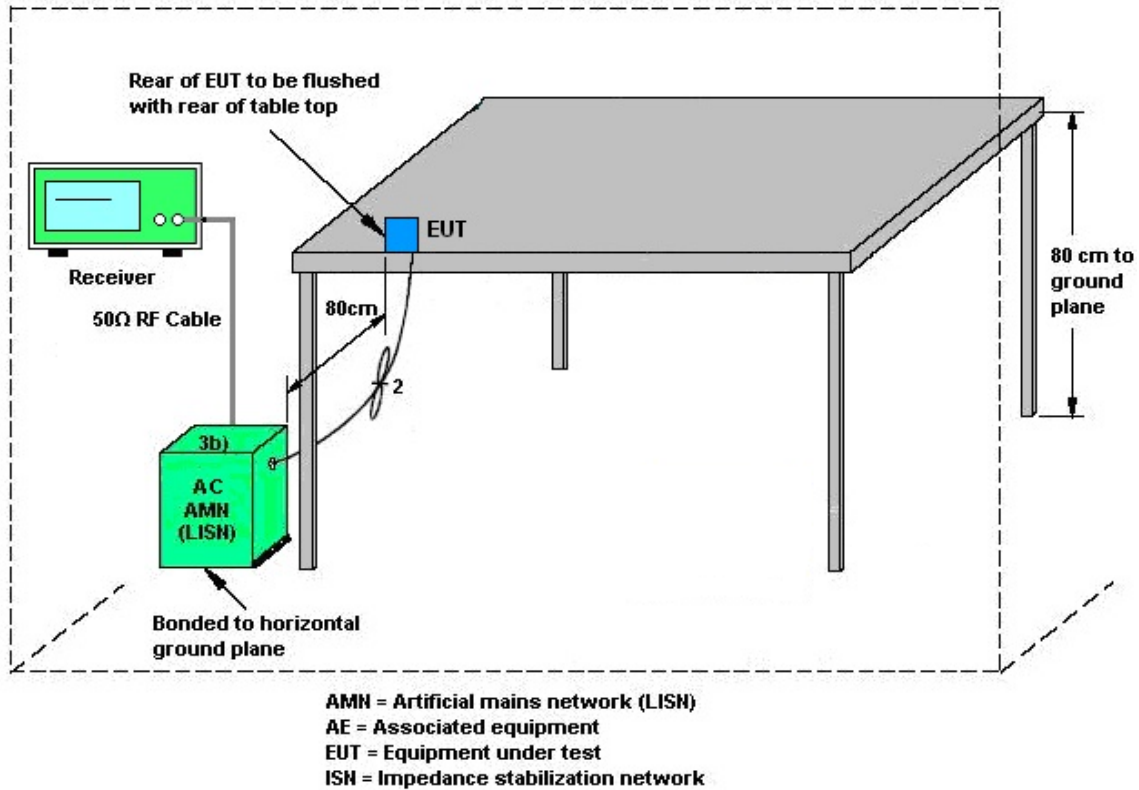 Rear of EUT to be flushed
with rear of table top
EUT
Receiver
50Ω RF Cable
80cm
80 cm to
ground
plane
2
3b)
AC
AMN
(LISN)
Bonded to horizontal
ground plane
AMN = Artificial mains network (LISN)
AE = Associated equipment
EUT = Equipment under test
ISN = Impedance stabilization network